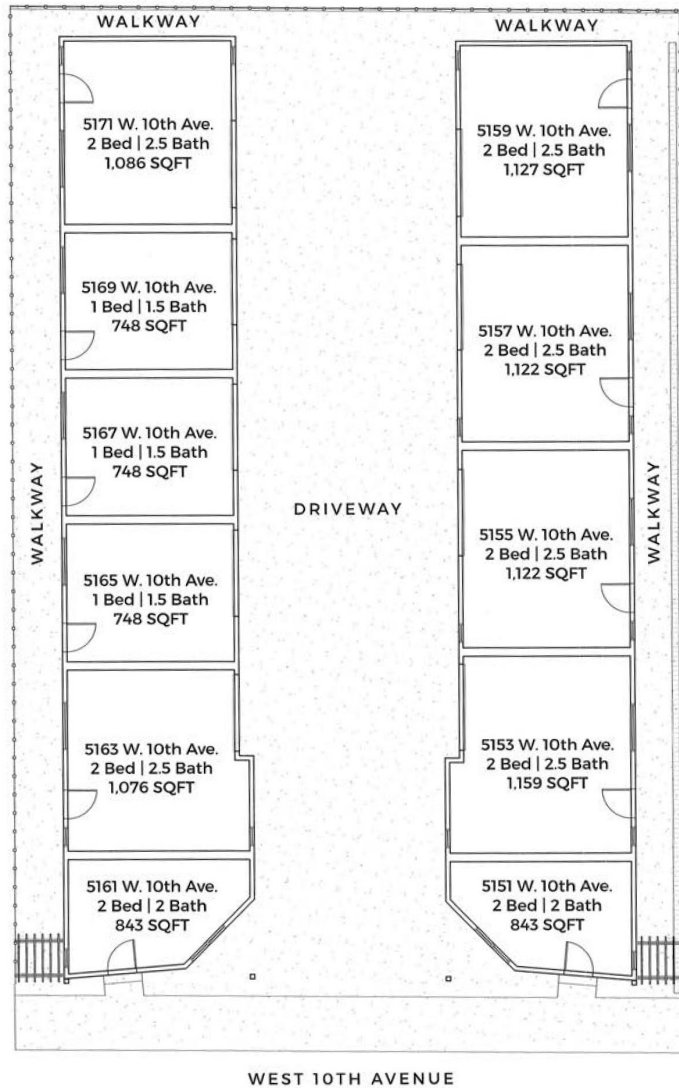 WALKWAY
WALKWAY
5171 W. 10th Ave.
2 Bed | 2.5 Bath
1,086 SQFT
5159 W. 10th Ave.
2 Bed | 2.5 Bath
1,127 SQFT
5169 W. 10th Ave.
1 Bed | 1.5 Bath
748 SQFT
5157 W. 10th Ave.
2 Bed | 2.5 Bath
1,122 SQFT
5167 W. 10th Ave.
1 Bed | 1.5 Bath
748 SQFT
WALKWAY
DRIVEWAY
WALKWAY
5155 W. 10th Ave.
2 Bed | 2.5 Bath
1,122 SQFT
5165 W. 10th Ave.
1 Bed | 1.5 Bath
748 SQFT
5163 W. 10th Ave.
2 Bed | 2.5 Bath
1,076 SQFT
5153 W. 10th Ave.
2 Bed | 2.5 Bath
1,159 SQFT
5161 W. 10th Ave.
2 Bed | 2 Bath
843 SQFT
5151 W. 10th Ave.
2 Bed | 2 Bath
843 SQFT
WEST 10TH AVENUE